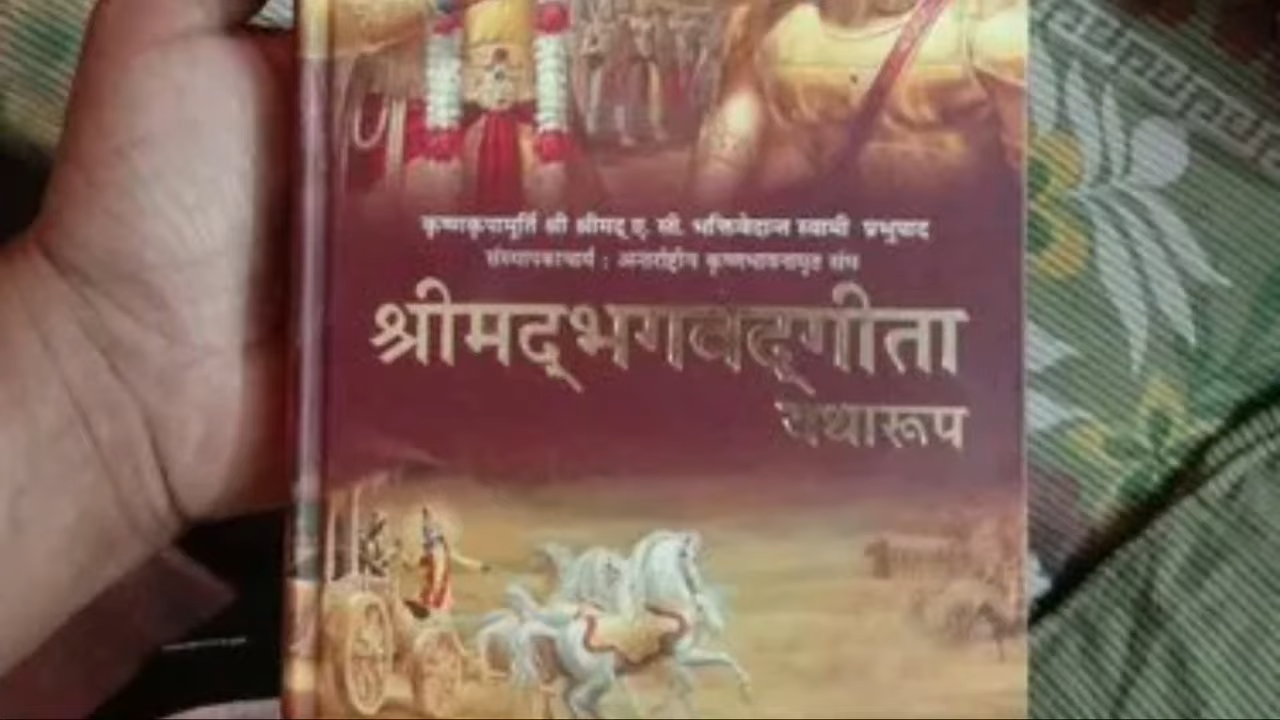 कृष्णकृपामूर्ति श्री श्रीमद् ए. सी. भक्तिवेदान्त स्वामी प्रभुपाद
संस्थापकाचार्य : अन्तर्राष्ट्रीय कृष्णभावनामृत संघ
श्रीमद्भगवद्गीता
यथारूप